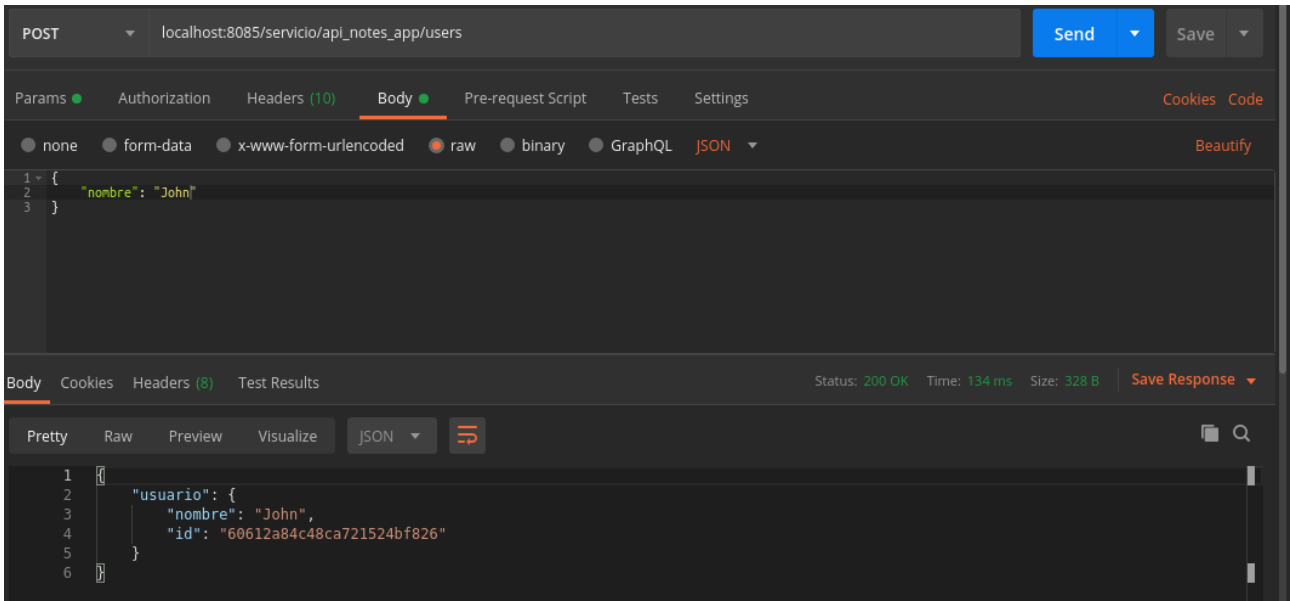 POST localhost:8085/servicio/api_notes_app/users Send Save
Params Authorization Headers (10) Body Pre-request Script Tests Settings Cookies Code
none form-data x-www-form-urlencoded raw binary GraphQL JSON Beautify
1 {
2 "nombre": "John"
3 }
Body Cookies Headers (8) Test Results Status: 200 OK Time: 134 ms Size: 328 B Save Response
Pretty Raw Preview Visualize JSON
1 {
2 "usuario": {
3 "nombre": "John",
4 "id": "60612a84c48ca721524bf826"
5 }
6 }